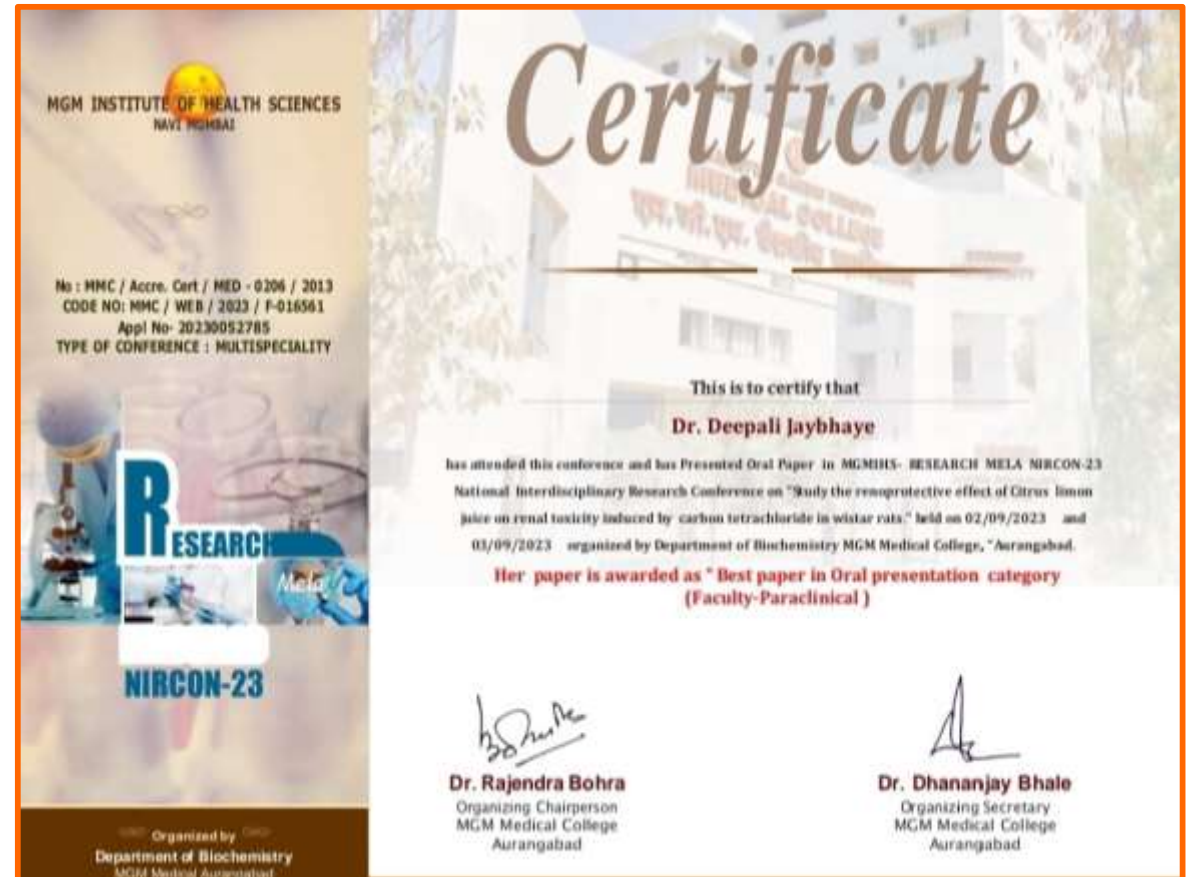 MGM INSTITUTE OF HEALTH SCIENCES
NAVI MUMBAI
No : MMC / Accre. Cert / MED - 0206 / 2013
CODE NO: MMC / WEB / 2023 / F-016561
Appl No- 20230052785
TYPE OF CONFERENCE : MULTISPECIALITY
RESEARCH
Mela
NIRCON-23
Organized by
Department of Biochemistry
MGM Medical Aurangabad
Certificate
MEDICAL COLLEGE
This is to certify that
Dr. Deepali Jaybhaye
has attended this conference and has Presented Oral Paper in MGMIHS- RESEARCH MELA NIRCON-23
National Interdisciplinary Research Conference on "Study the renoprotective effect of Citrus limon
juice on renal toxicity induced by carbon tetrachloride in wistar rats." held on 02/09/2023 and
03/09/2023 organized by Department of Biochemistry MGM Medical College, "Aurangabad.
Her paper is awarded as " Best paper in Oral presentation category
(Faculty-Paraclinical )
Dr. Rajendra Bohra
Organizing Chairperson
MGM Medical College
Aurangabad
Dr. Dhananjay Bhale
Organizing Secretary
MGM Medical College
Aurangabad